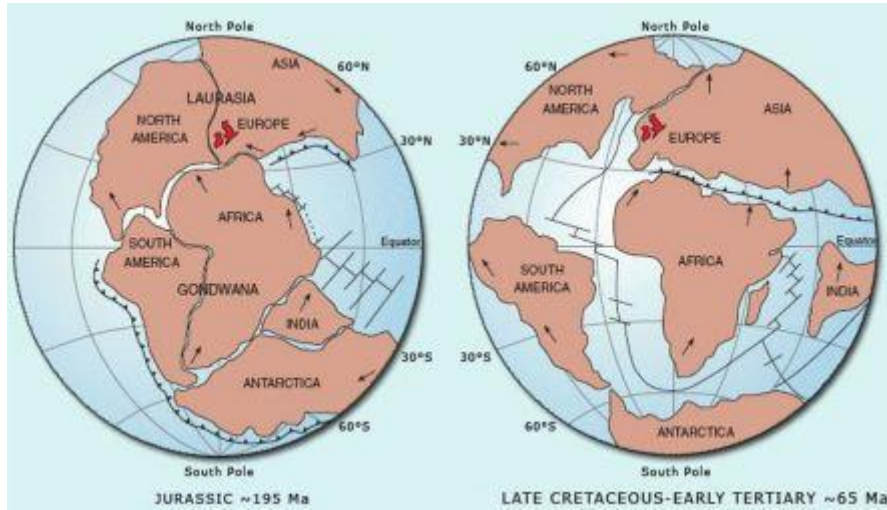 North Pole
ASIA
60°N
LAURASIA
NORTH
AMERICA
EUROPE
30°N
AFRICA
SOUTH
AMERICA
Equator
GONDWANA
INDIA
30°S
ANTARCTICA
60°S
South Pole
JURASSIC ~195 Ma
North Pole
60°N
NORTH
AMERICA
ASIA
EUROPE
30°N
Equator
SOUTH
AMERICA
AFRICA
INDIA
30°S
ANTARCTICA
60°S
South Pole
LATE CRETACEOUS-EARLY TERTIARY ~65 Ma